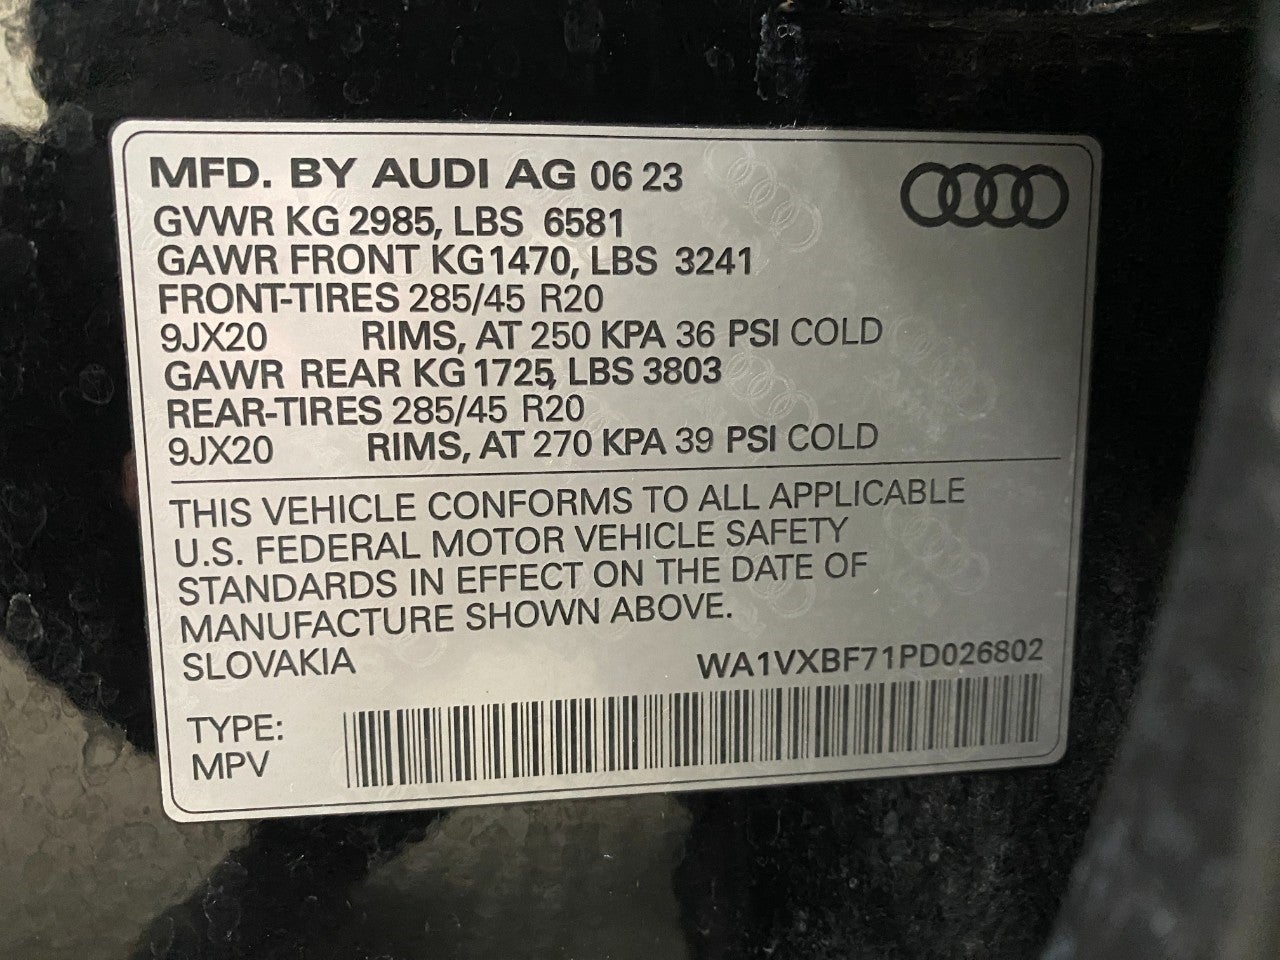 MFD. BY AUDI AG 06 23
GVWR KG 2985, LBS 6581
GAWR FRONT KG 1470, LBS 3241
FRONT-TIRES 285/45 R20
9JX20 RIMS, AT 250 KPA 36 PSI COLD
GAWR REAR KG 1725, LBS 3803
REAR-TIRES 285/45 R20
9JX20 RIMS, AT 270 KPA 39 PSI COLD
THIS VEHICLE CONFORMS TO ALL APPLICABLE
U.S. FEDERAL MOTOR VEHICLE SAFETY
STANDARDS IN EFFECT ON THE DATE OF
MANUFACTURE SHOWN ABOVE.
SLOVAKIA WA1VXBF71PD026802
TYPE:
MPV